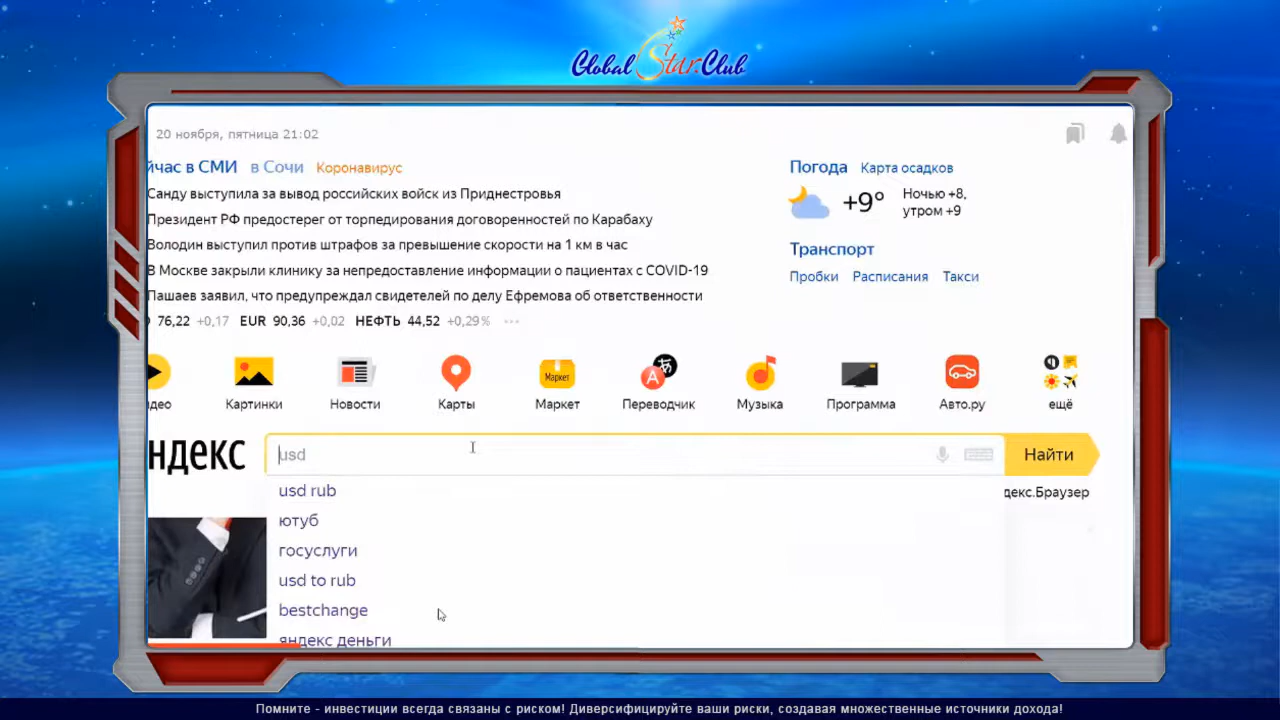 Global Star.Club
20 ноября, пятница 21:02
йчас в СМИ в Сочи Коронавирус
Санду выступила за вывод российских войск из Приднестровья
Президент РФ предостерег от торпедирования договоренностей по Карабаху
Володин выступил против штрафов за превышение скорости на 1 км в час
В Москве закрыли клинику за непредоставление информации о пациентах с COVID-19
Пашаев заявил, что предупреждал свидетелей по делу Ефремова об ответственности
76,22 +0,17 EUR 90,36 +0,02 НЕФТЬ 44,52 +0,29% ···
Погода Карта осадков
+9° Ночью +8,
утром +9
Транспорт
Пробки Расписания Такси
Маркет
део Картинки Новости Карты Маркет Переводчик Музыка Программа Авто.ру ещё
ндекс usd Найти
декс.Браузер
usd rub
ютуб
госуслуги
usd to rub
bestchange
яндекс деньги
Помните - инвестиции всегда связаны с риском! Диверсифицируйте ваши риски, создавая множественные источники дохода!